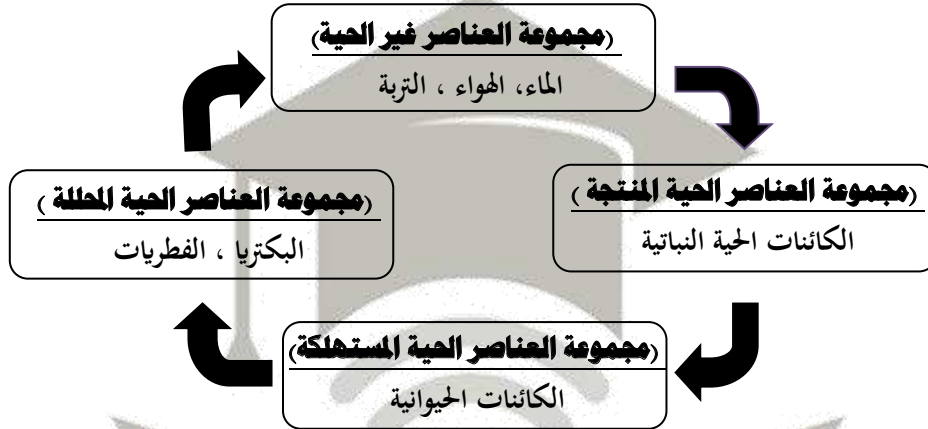 (مجموعة العناصر غير الحية)
الماء، الهواء ، التربة
(مجموعة العناصر الحية المنتجة )
الكائنات الحية النباتية
(مجموعة العناصر الحية المستهلكة)
الكائنات الحيوانية
(مجموعة العناصر الحية المحللة )
البكتريا ، الفطريات